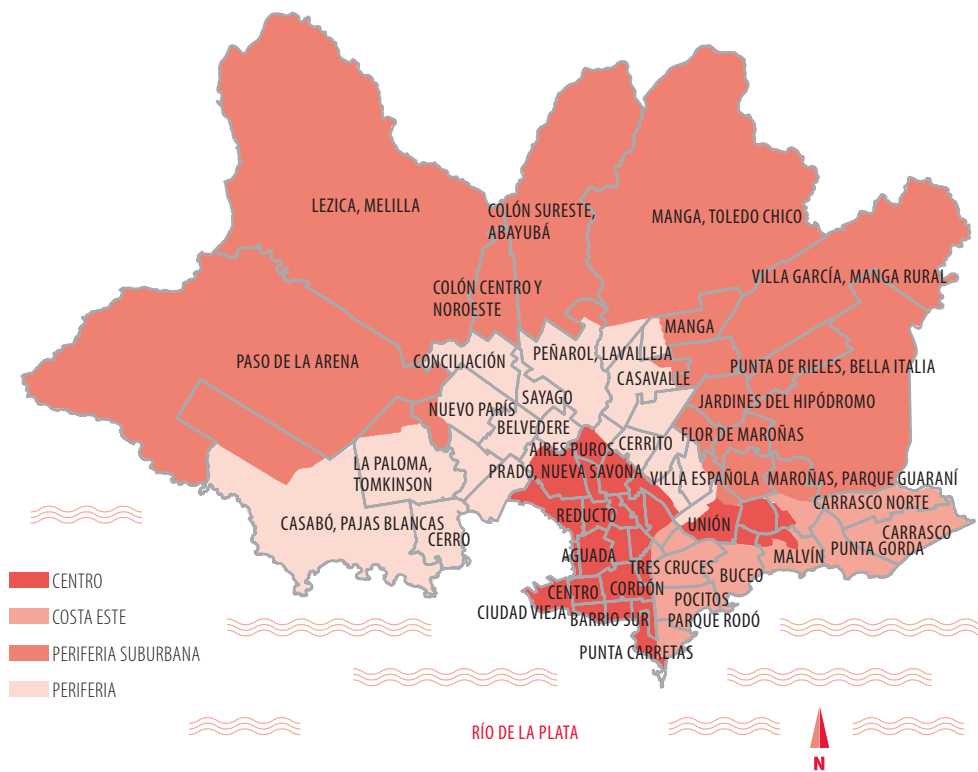 LEZICA, MELILLA
COLÓN SURESTE,
ABAYUBÁ
MANGA, TOLEDO CHICO
VILLA GARCÍA, MANGA RURAL
COLÓN CENTRO Y
NOROESTE
MANGA
PASO DE LA ARENA
CONCILIACIÓN
PEÑAROL, LAVALLEJA
PUNTA DE RIELES, BELLA ITALIA
CASAVALLE
SAYAGO
JARDINES DEL HIPÓDROMO
NUEVO PARÍS
BELVEDERE
FLOR DE MAROÑAS
CERRITO
AIRES PUROS
LA PALOMA,
TOMKINSON
PRADO, NUEVA SAVONA
VILLA ESPAÑOLA
MAROÑAS, PARQUE GUARANÍ
CARRASCO NORTE
REDUCTO
UNIÓN
CASABÓ, PAJAS BLANCAS
CERRO
CARRASCO
PUNTA GORDA
MALVÍN
AGUADA
TRES CRUCES
BUCEO
CENTRO
CORDÓN
POCITOS
CIUDAD VIEJA
BARRIO SUR
PARQUE RODÓ
PUNTA CARRETAS
CENTRO
COSTA ESTE
PERIFERIA SUBURBANA
PERIFERIA
RÍO DE LA PLATA
N